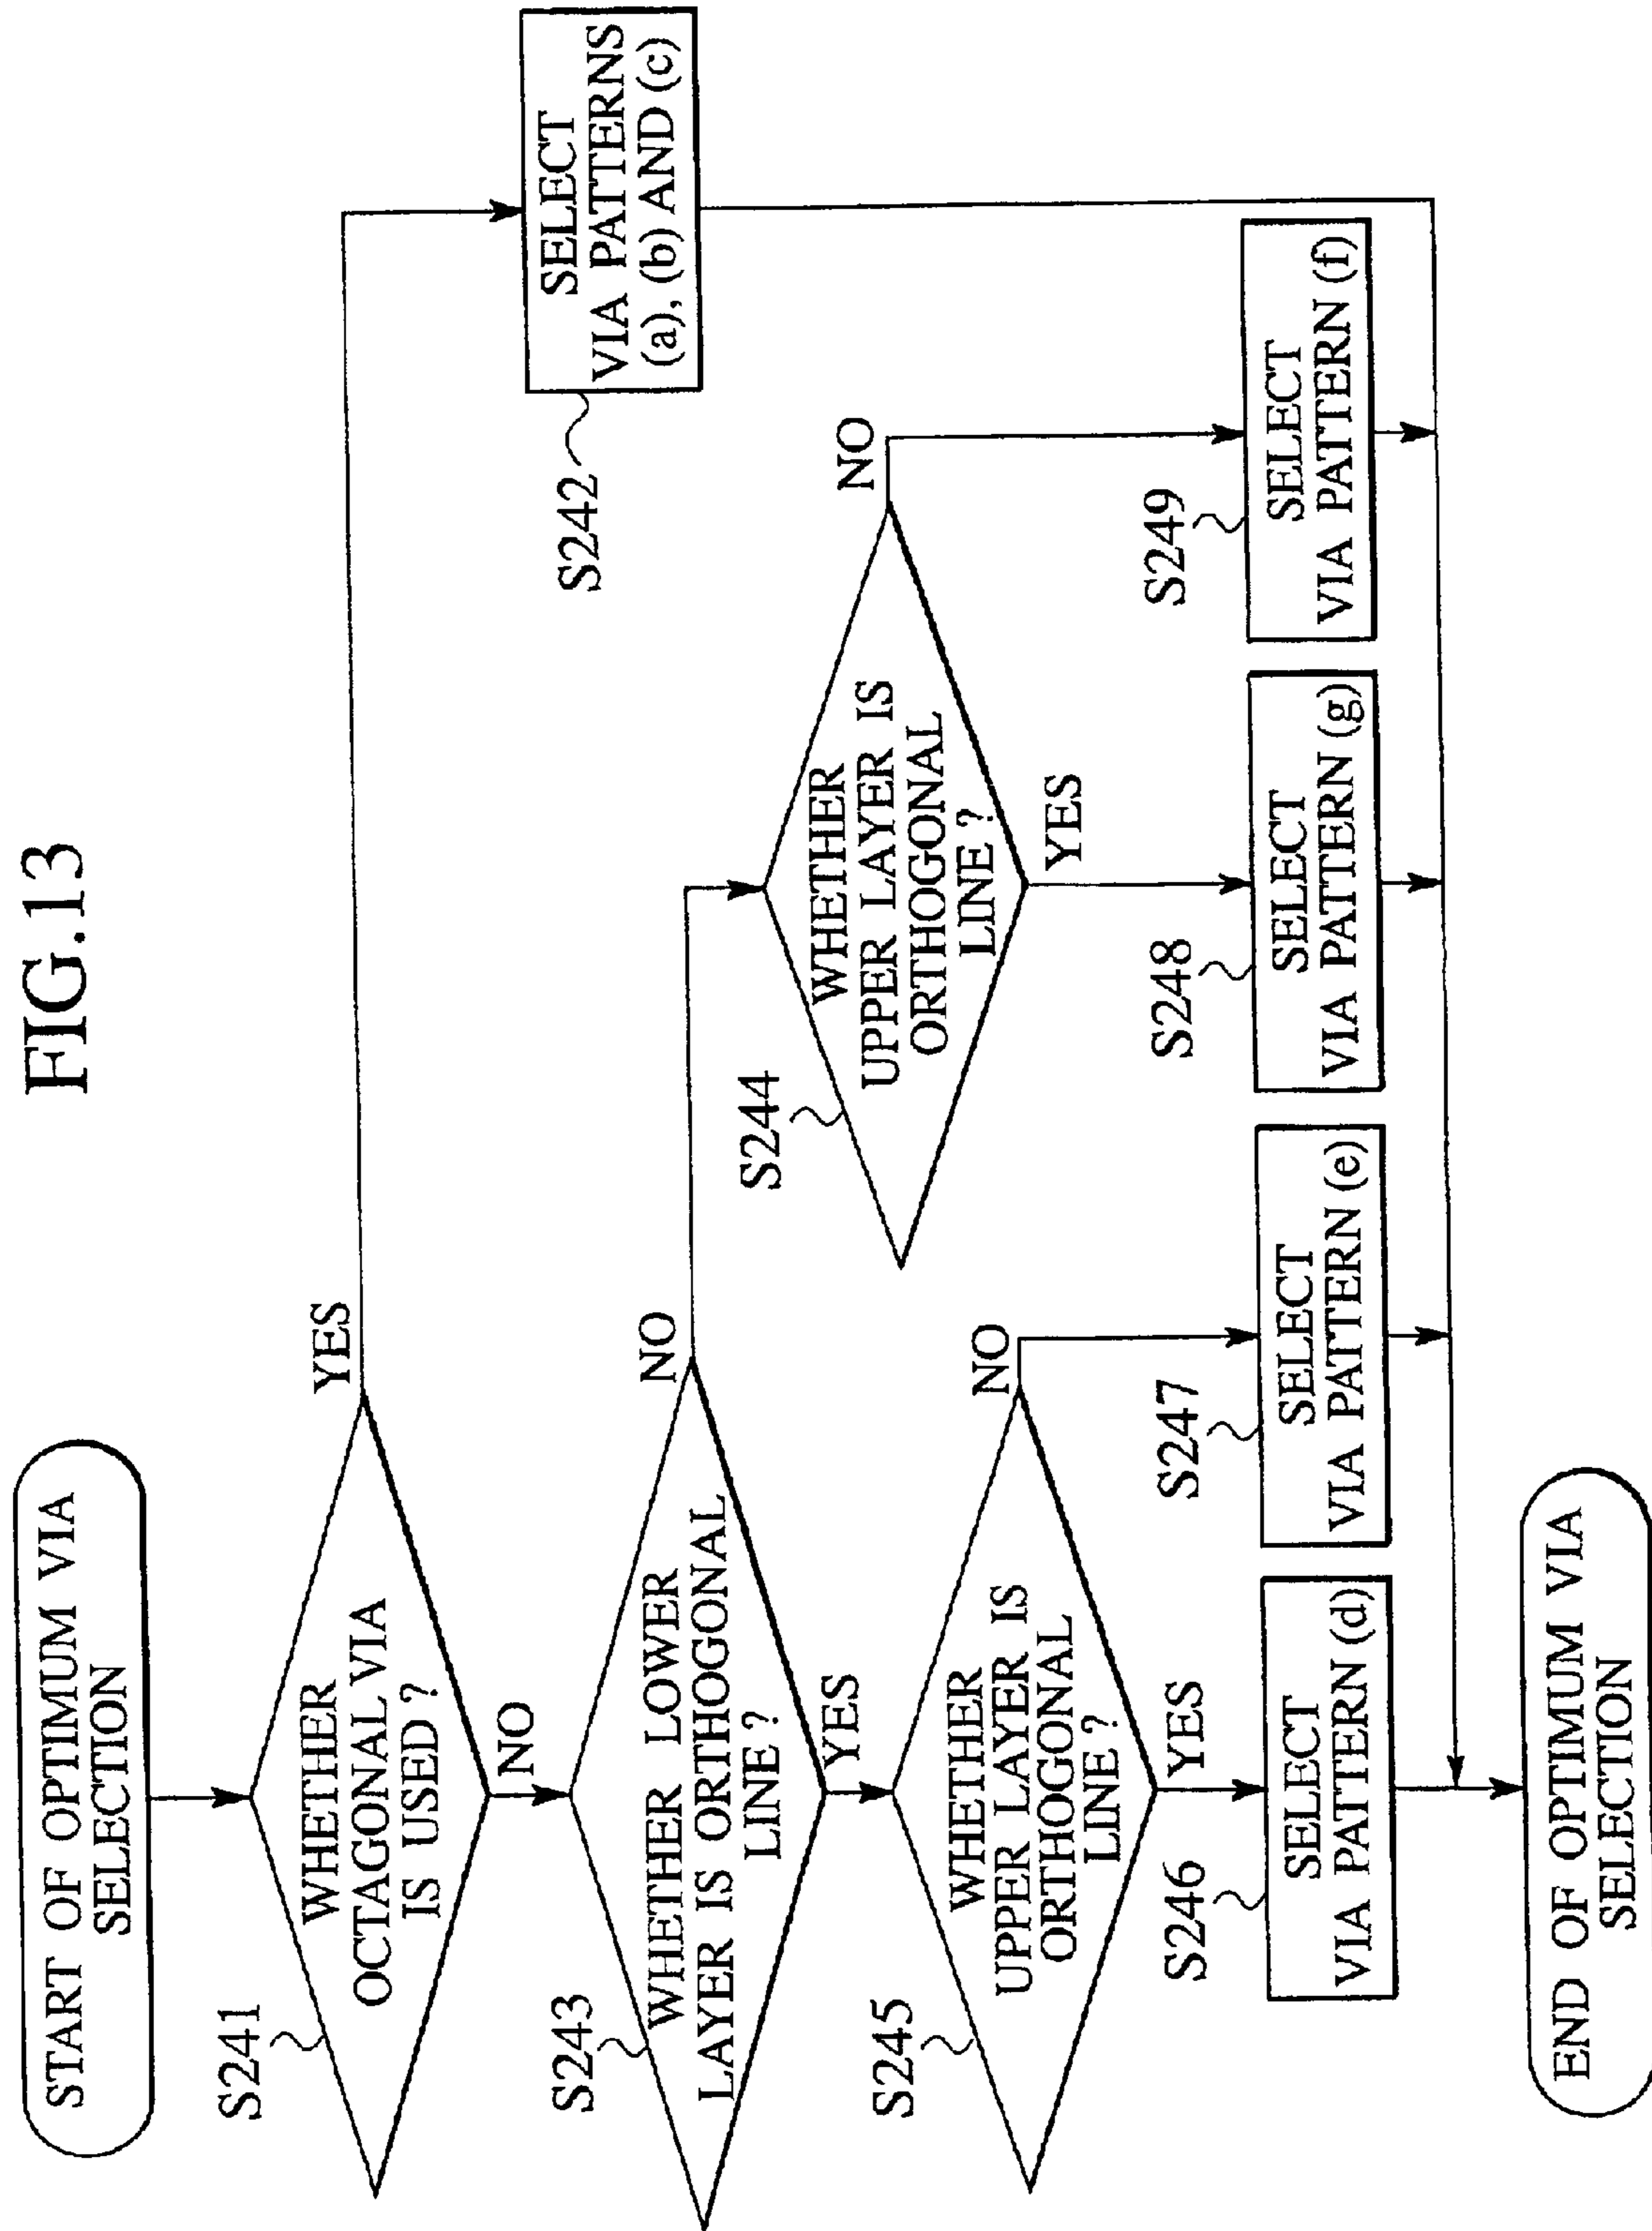 FIG.13
START OF OPTIMUM VIA
SELECTION
S241
WHETHER
OCTAGONAL VIA
IS USED ?
YES
NO
S242
SELECT
VIA PATTERNS
(a), (b) AND (c)
S243
WHETHER LOWER
LAYER IS ORTHOGONAL
LINE ?
NO
YES
S244
WHETHER
UPPER LAYER IS
ORTHOGONAL
LINE ?
NO
YES
S245
WHETHER
UPPER LAYER IS
ORTHOGONAL
LINE ?
NO
YES
S246
SELECT
VIA PATTERN (d)
S247
SELECT
VIA PATTERN (e)
S248
SELECT
VIA PATTERN (g)
S249
SELECT
VIA PATTERN (f)
END OF OPTIMUM VIA
SELECTION